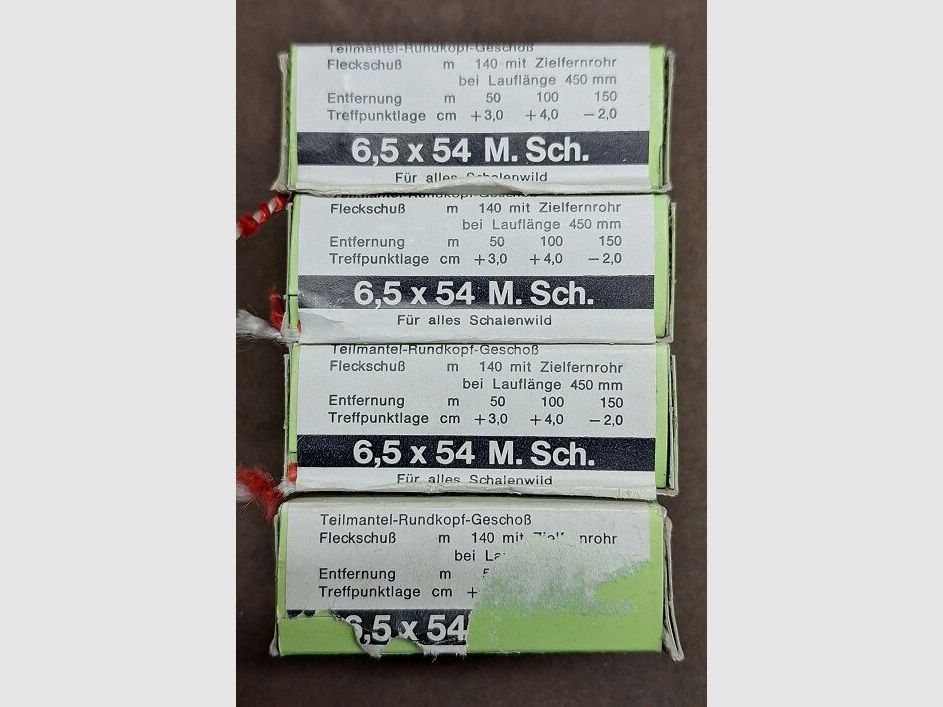 Teilmantel-Rundkopf-Geschoß
Fleckschuß m 140 mit Zielfernrohr
bei Lauflänge 450 mm
Entfernung m 50 100 150
Treffpunktlage cm +3,0 +4,0 −2,0
6,5 x 54 M. Sch.
Für alles Schalenwild
Teilmantel-Rundkopf-Geschoß
Fleckschuß m 140 mit Zielfernrohr
bei Lauflänge 450 mm
Entfernung m 50 100 150
Treffpunktlage cm +3,0 +4,0 −2,0
6,5 x 54 M. Sch.
Für alles Schalenwild
Teilmantel-Rundkopf-Geschoß
Fleckschuß m 140 mit Zielfernrohr
bei Lauflänge 450 mm
Entfernung m 50 100 150
Treffpunktlage cm +3,0 +4,0 −2,0
6,5 x 54 M. Sch.
Für alles Schalenwild
Teilmantel-Rundkopf-Geschoß
Fleckschuß m 140 mit nrohr
bei
Entfernung m
Treffpunktlage cm +
6,5 x 54